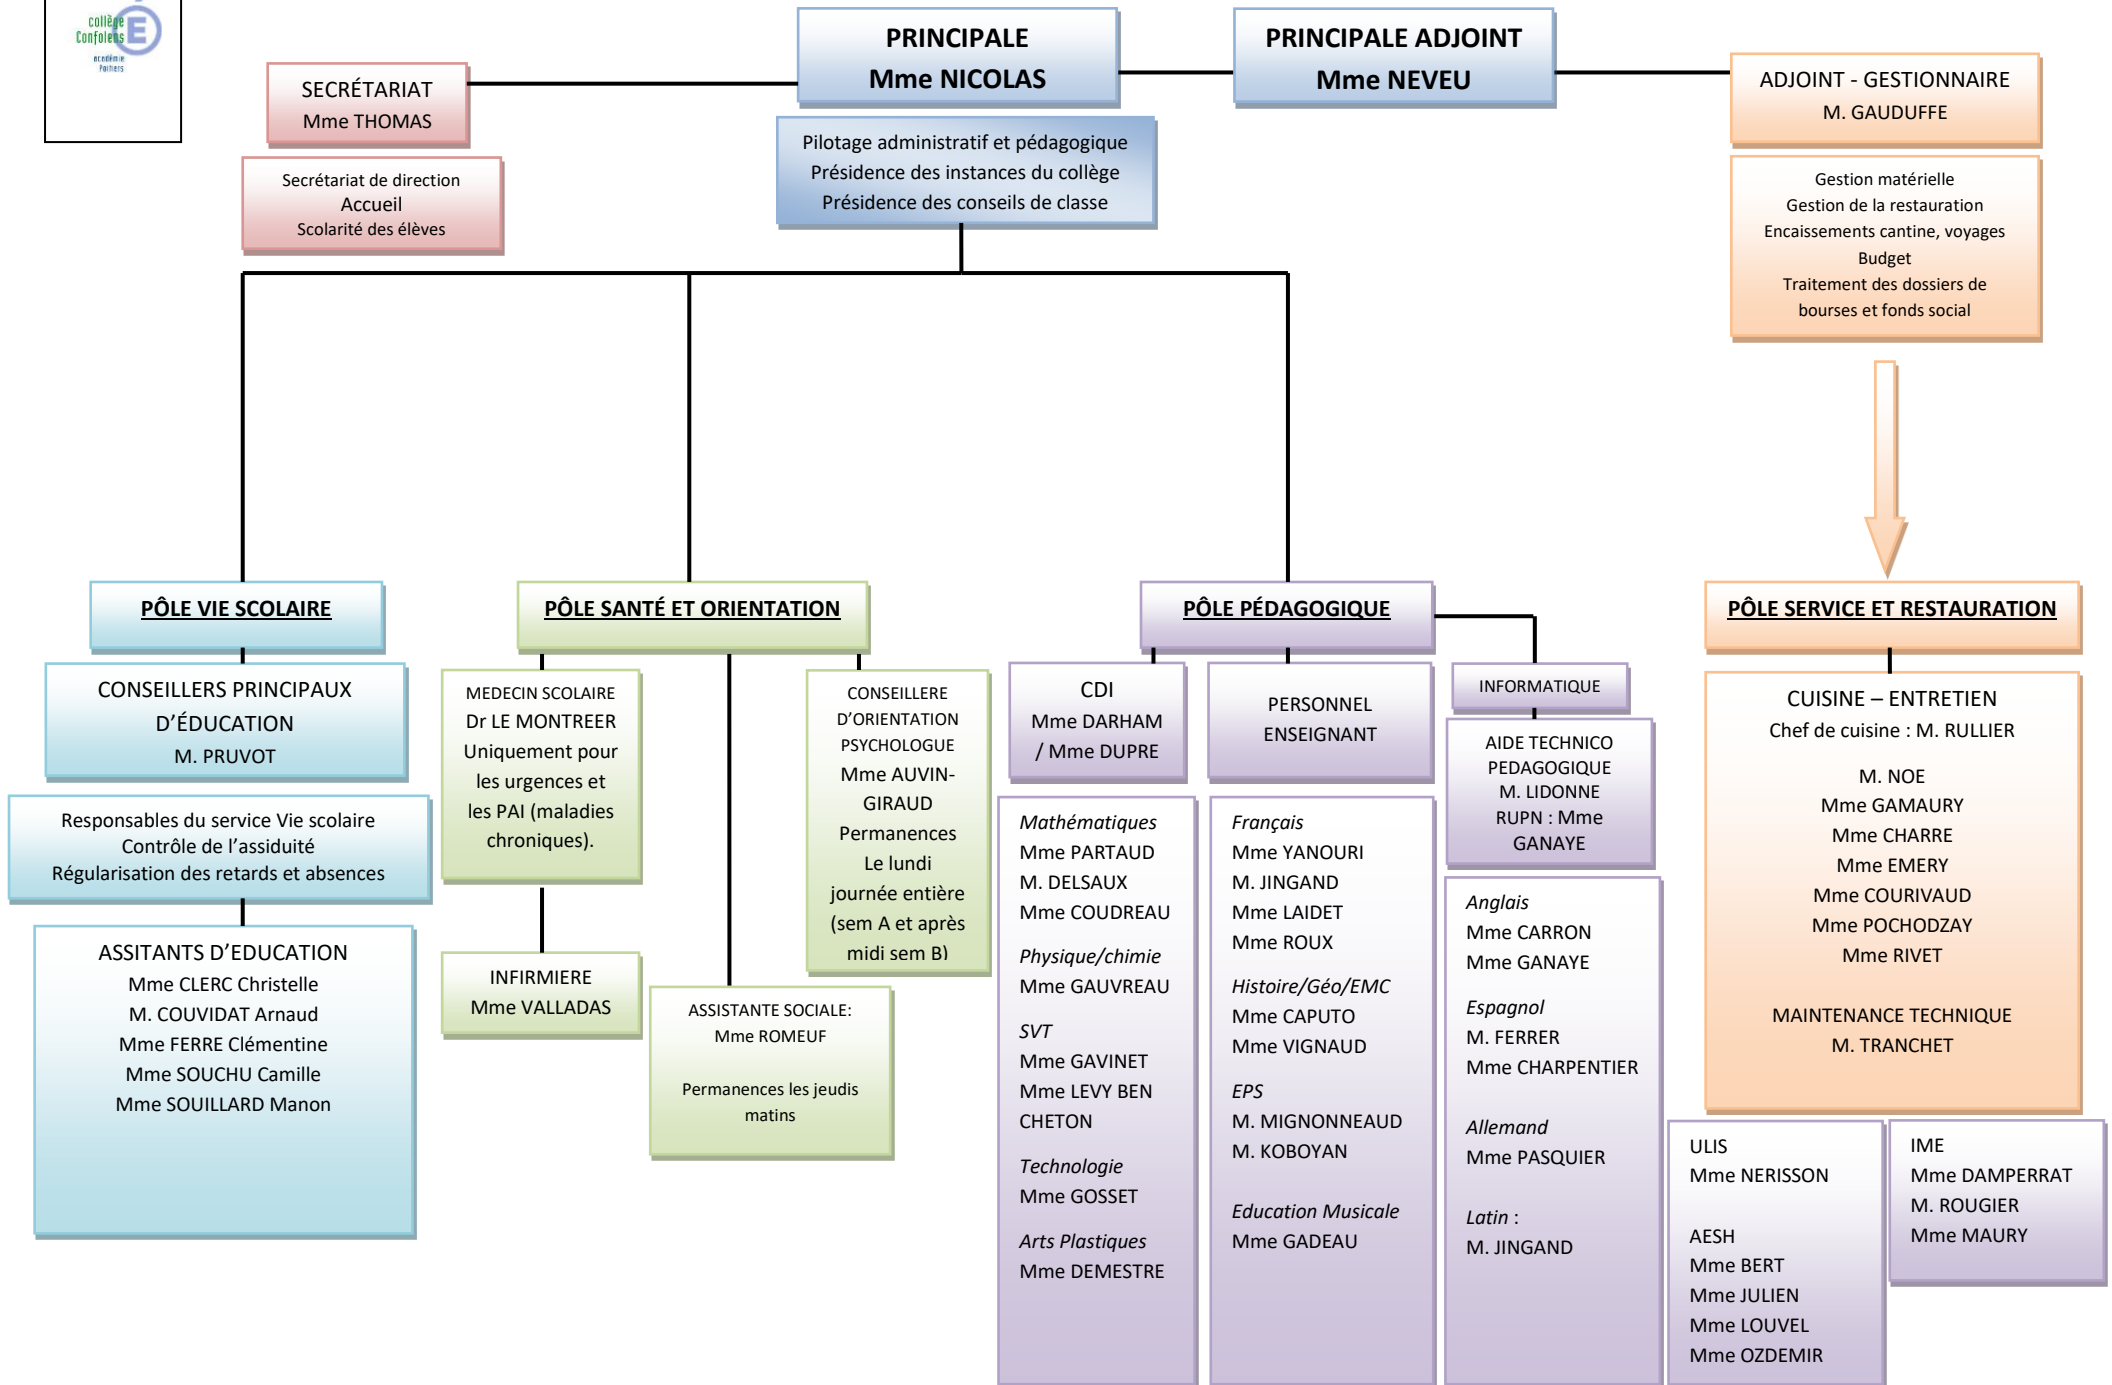 collège
Confolens
académie
Poitiers
PRINCIPALE
Mme NICOLAS
PRINCIPALE ADJOINT
Mme NEVEU
SECRÉTARIAT
Mme THOMAS
ADJOINT - GESTIONNAIRE
M. GAUDUFFE
Secrétariat de direction
Accueil
Scolarité des élèves
Pilotage administratif et pédagogique
Présidence des instances du collège
Présidence des conseils de classe
Gestion matérielle
Gestion de la restauration
Encaissements cantine, voyages
Budget
Traitement des dossiers de
bourses et fonds social
PÔLE VIE SCOLAIRE
CONSEILLERS PRINCIPAUX
D’ÉDUCATION
M. PRUVOT
Responsables du service Vie scolaire
Contrôle de l’assiduité
Régularisation des retards et absences
ASSITANTS D’EDUCATION
Mme CLERC Christelle
M. COUVIDAT Arnaud
Mme FERRE Clémentine
Mme SOUCHU Camille
Mme SOUILLARD Manon
PÔLE SANTÉ ET ORIENTATION
MEDECIN SCOLAIRE
Dr LE MONTREER
Uniquement pour
les urgences et
les PAI (maladies
chroniques).
INFIRMIERE
Mme VALLADAS
ASSISTANTE SOCIALE:
Mme ROMEUF
Permanences les jeudis
matins
CONSEILLERE
D’ORIENTATION
PSYCHOLOGUE
Mme AUVIN-
GIRAUD
Permanences
Le lundi
journée entière
(sem A et après
midi sem B)
PÔLE PÉDAGOGIQUE
CDI
Mme DARHAM
/ Mme DUPRE
PERSONNEL
ENSEIGNANT
INFORMATIQUE
AIDE TECHNICO
PEDAGOGIQUE
M. LIDONNE
RUPN : Mme
GANAYE
Mathématiques
Mme PARTAUD
M. DELSAUX
Mme COUDREAU
Physique/chimie
Mme GAUVREAU
SVT
Mme GAVINET
Mme LEVY BEN
CHETON
Technologie
Mme GOSSET
Arts Plastiques
Mme DEMESTRE
Français
Mme YANOURI
M. JINGAND
Mme LAIDET
Mme ROUX
Histoire/Géo/EMC
Mme CAPUTO
Mme VIGNAUD
EPS
M. MIGNONNEAUD
M. KOBOYAN
Education Musicale
Mme GADEAU
Anglais
Mme CARRON
Mme GANAYE
Espagnol
M. FERRER
Mme CHARPENTIER
Allemand
Mme PASQUIER
Latin :
M. JINGAND
PÔLE SERVICE ET RESTAURATION
CUISINE – ENTRETIEN
Chef de cuisine : M. RULLIER
M. NOE
Mme GAMAURY
Mme CHARRE
Mme EMERY
Mme COURIVAUD
Mme POCHODZAY
Mme RIVET
MAINTENANCE TECHNIQUE
M. TRANCHET
ULIS
Mme NERISSON
AESH
Mme BERT
Mme JULIEN
Mme LOUVEL
Mme OZDEMIR
IME
Mme DAMPERRAT
M. ROUGIER
Mme MAURY